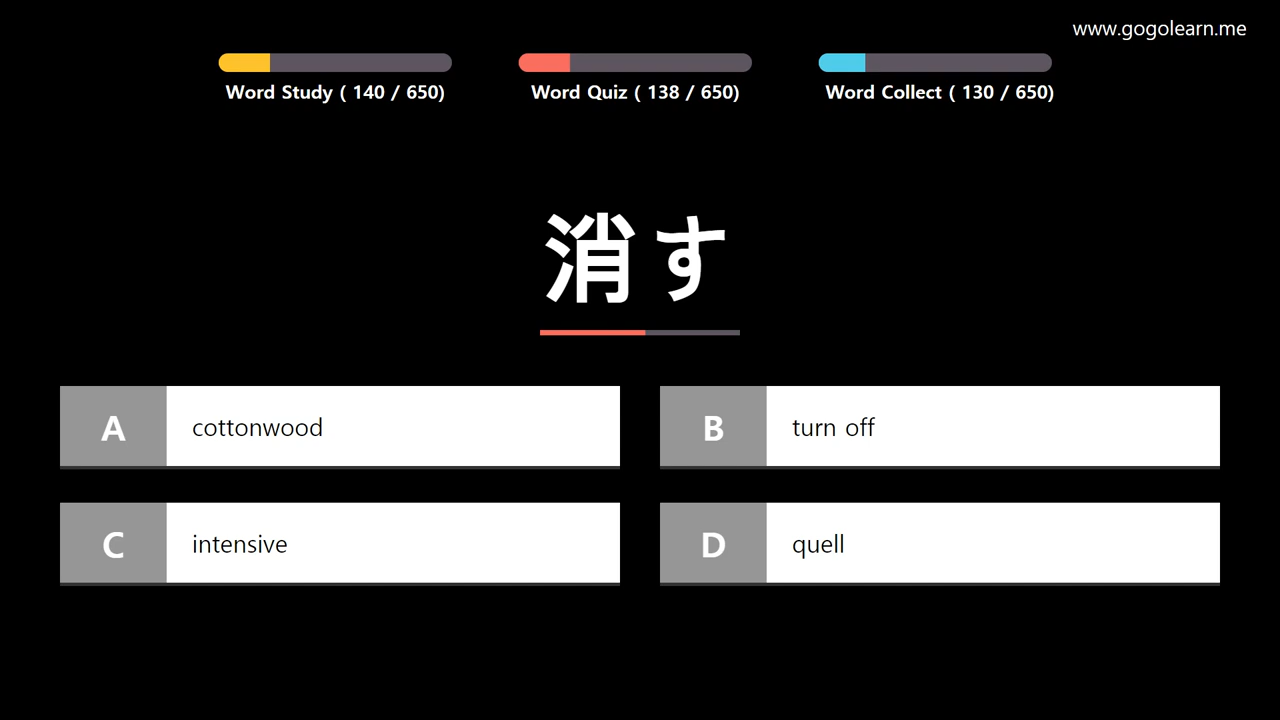 www.gogolearn.me
Word Study ( 140 / 650)
Word Quiz ( 138 / 650)
Word Collect ( 130 / 650)
消す
A cottonwood
B turn off
C intensive
D quell